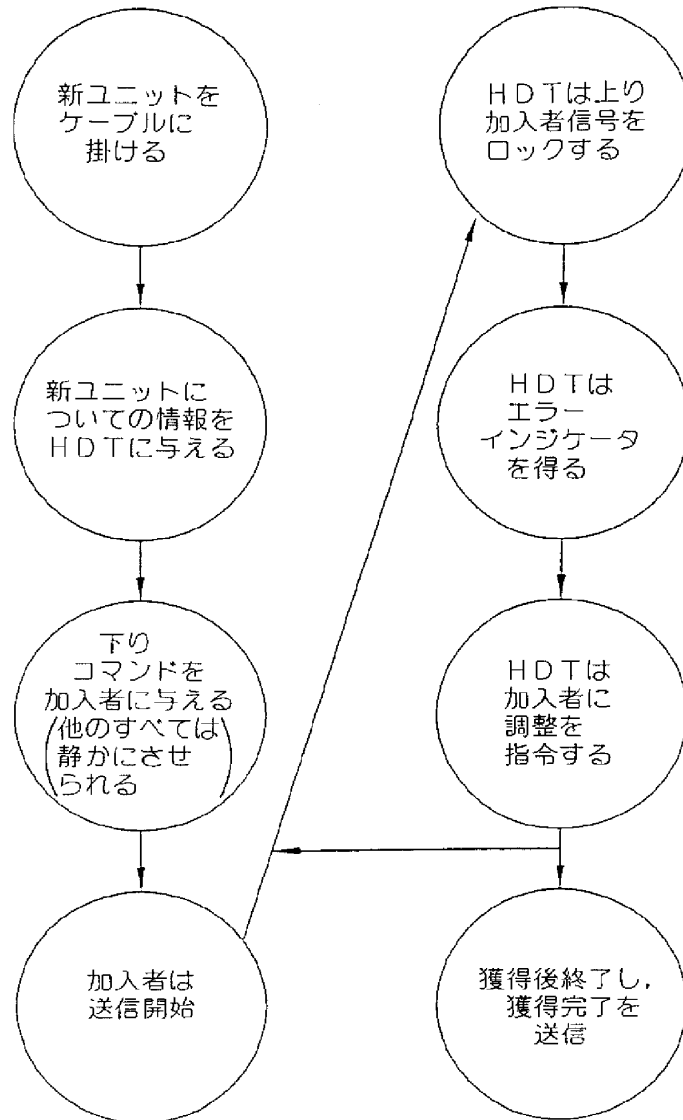 新ユニットを
ケーブルに
掛ける
新ユニットに
ついての情報を
ＨＤＴに与える
下り
コマンドを
加入者に与える
(他のすべては
静かにさせ
られる)
加入者は
送信開始
ＨＤＴは上り
加入者信号を
ロックする
ＨＤＴは
エラー
インジケータ
を得る
ＨＤＴは
加入者に
調整を
指令する
獲得後終了し，
獲得完了を
送信